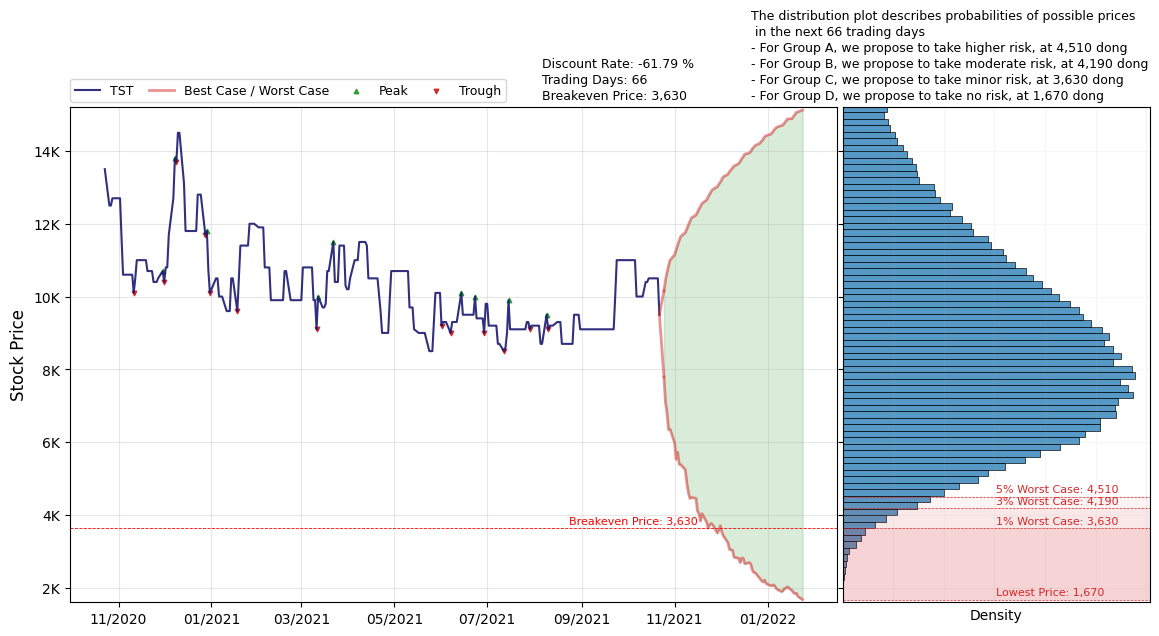 The distribution plot describes probabilities of possible prices
in the next 66 trading days
- For Group A, we propose to take higher risk, at 4,510 dong
- For Group B, we propose to take moderate risk, at 4,190 dong
- For Group C, we propose to take minor risk, at 3,630 dong
- For Group D, we propose to take no risk, at 1,670 dong
Discount Rate: -61.79 %
Trading Days: 66
Breakeven Price: 3,630
TST Best Case / Worst Case Peak Trough
Stock Price
14K
12K
10K
8K
6K
4K
2K
Breakeven Price: 3,630
11/2020 01/2021 03/2021 05/2021 07/2021 09/2021 11/2021 01/2022
5% Worst Case: 4,510
3% Worst Case: 4,190
1% Worst Case: 3,630
Lowest Price: 1,670
Density